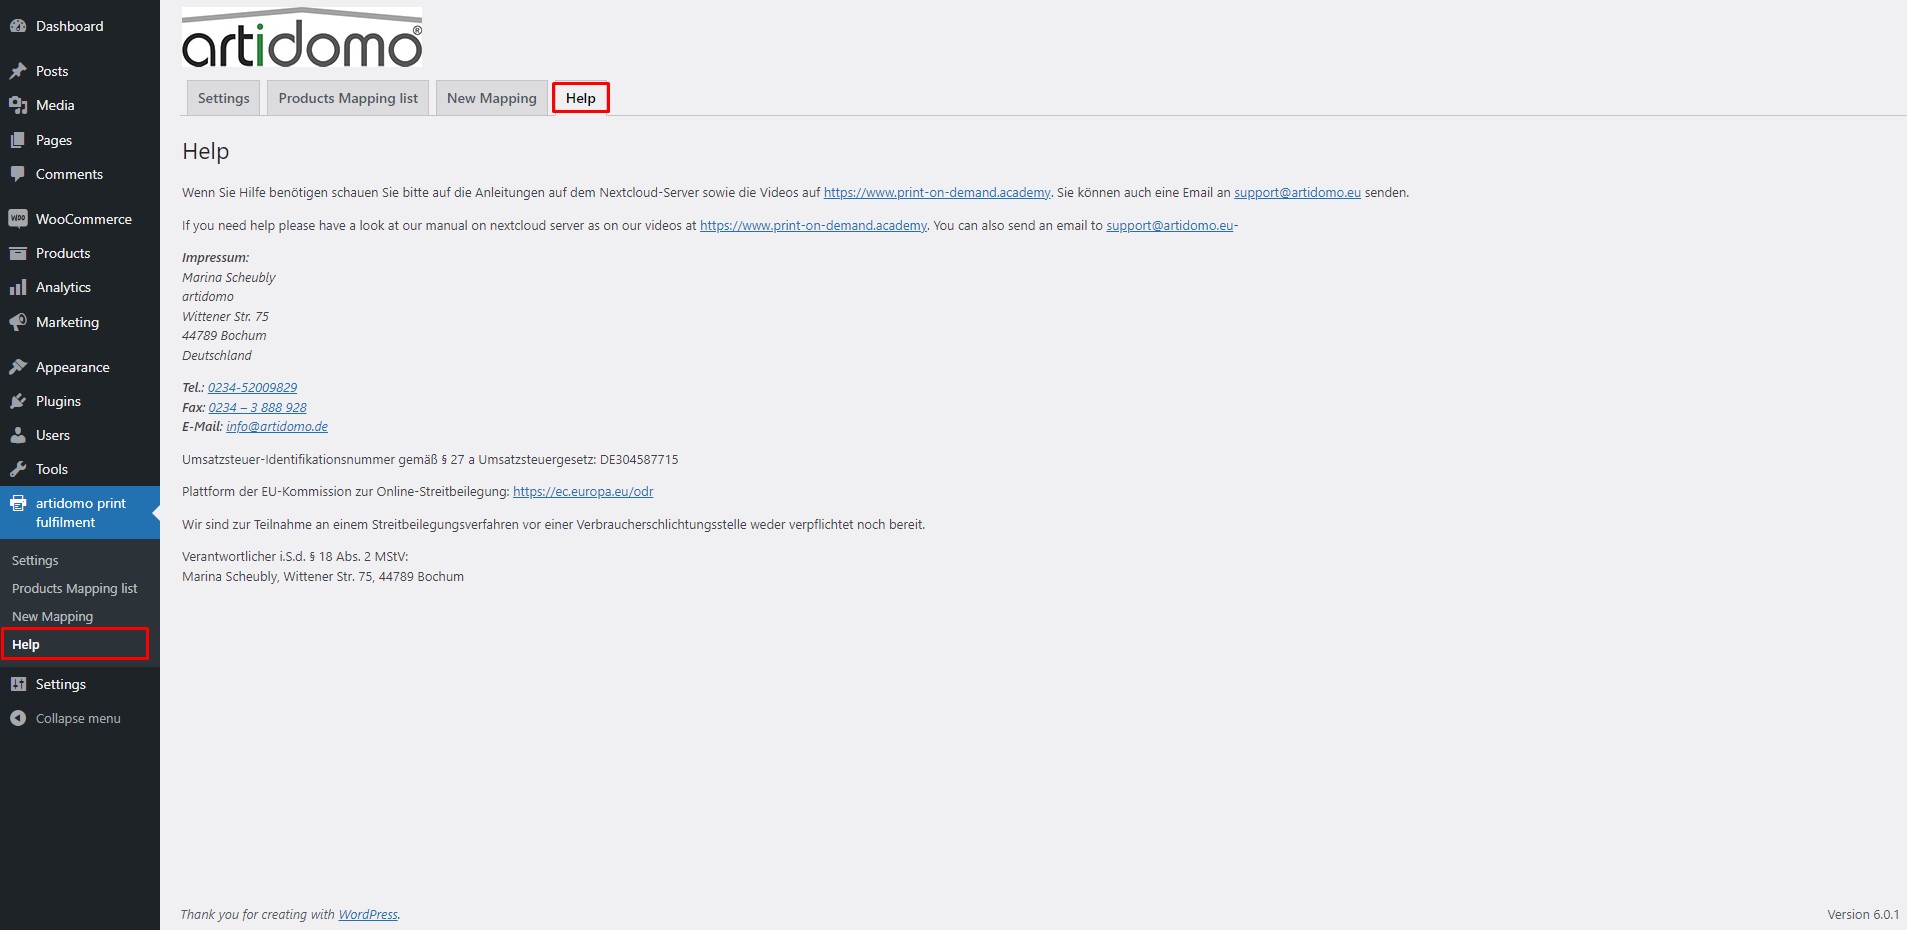 Dashboard
Posts
Media
Pages
Comments
WooCommerce
Products
Analytics
Marketing
Appearance
Plugins
Users
Tools
artidomo print
fulfilment
Settings
Products Mapping list
New Mapping
Help
Settings
Collapse menu
artidomo®
Settings
Products Mapping list
New Mapping
Help
Help
Wenn Sie Hilfe benötigen schauen Sie bitte auf die Anleitungen auf dem Nextcloud-Server sowie die Videos auf https://www.print-on-demand.academy. Sie können auch eine Email an support@artidomo.eu senden.
If you need help please have a look at our manual on nextcloud server as on our videos at https://www.print-on-demand.academy. You can also send an email to support@artidomo.eu-
Impressum:
Marina Scheubly
artidomo
Wittener Str. 75
44789 Bochum
Deutschland
Tel.: 0234-52009829
Fax: 0234 – 3 888 928
E-Mail: info@artidomo.de
Umsatzsteuer-Identifikationsnummer gemäß § 27 a Umsatzsteuergesetz: DE304587715
Plattform der EU-Kommission zur Online-Streitbeilegung: https://ec.europa.eu/odr
Wir sind zur Teilnahme an einem Streitbeilegungsverfahren vor einer Verbraucherschlichtungsstelle weder verpflichtet noch bereit.
Verantwortlicher i.S.d. § 18 Abs. 2 MStV:
Marina Scheubly, Wittener Str. 75, 44789 Bochum
Thank you for creating with WordPress.
Version 6.0.1